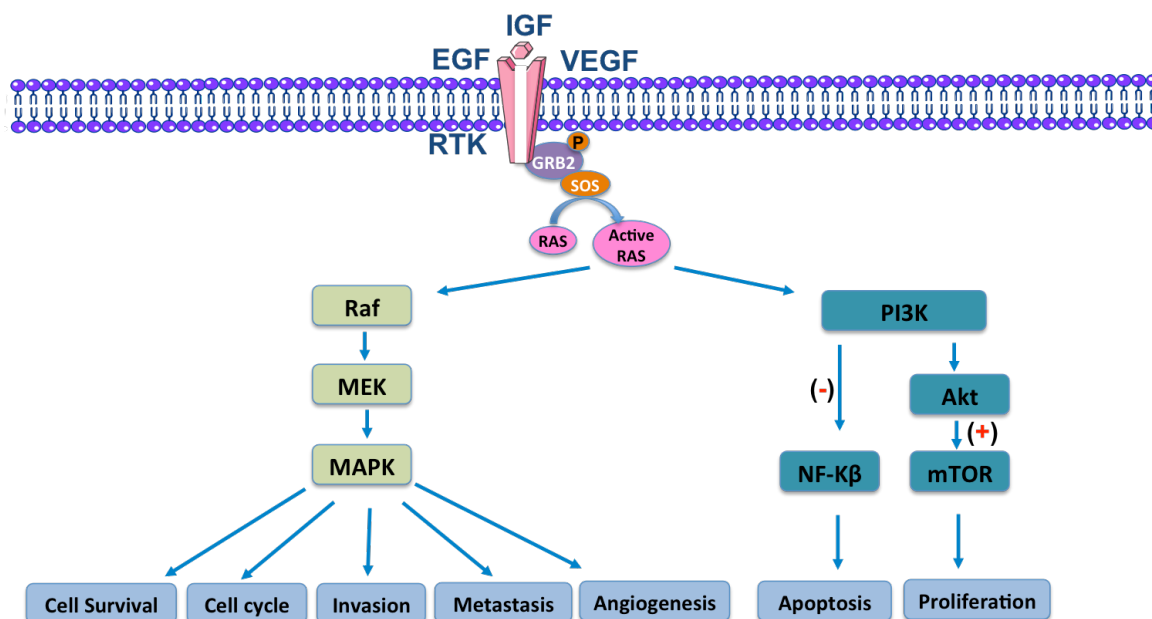 IGF
EGF
VEGF
RTK
P
GRB2
SOS
RAS
Active
RAS
Raf
PI3K
MEK
(-)
Akt
(+)
MAPK
NF-Kβ
mTOR
Cell Survival
Cell cycle
Invasion
Metastasis
Angiogenesis
Apoptosis
Proliferation